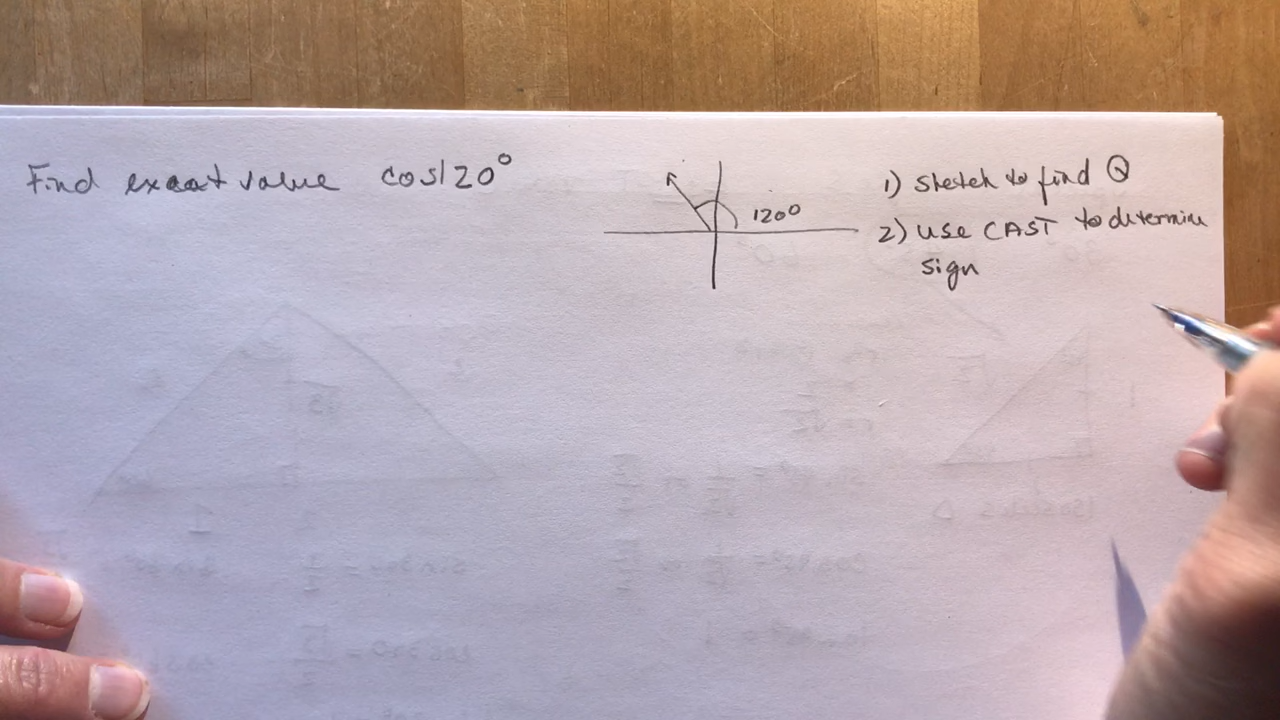 Find exact value cos120°
120°
1) Sketch to find Q
2) Use CAST to determine
sign